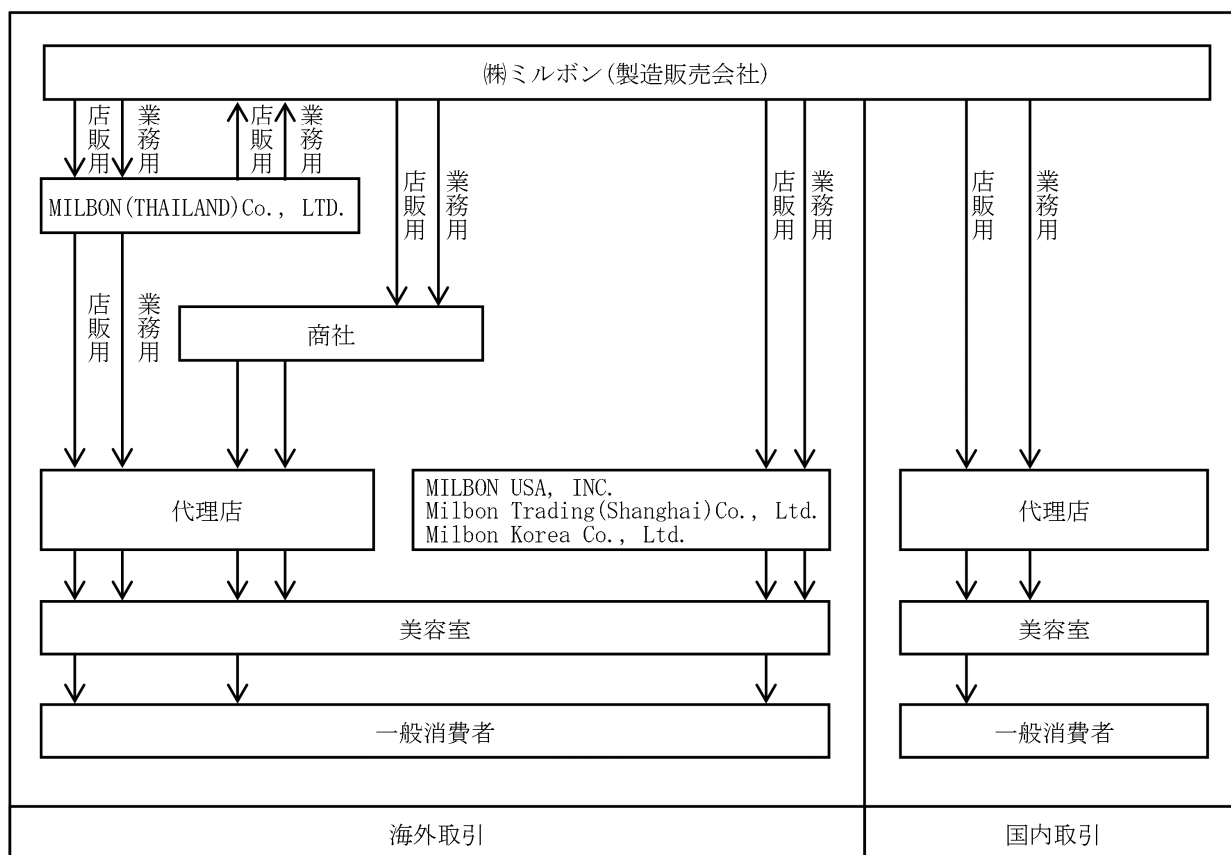 ㈱ミルボン(製造販売会社)
店販用
業務用
店販用
業務用
店販用
業務用
店販用
業務用
店販用
業務用
MILBON(THAILAND)Co., LTD.
店販用
業務用
商社
代理店
MILBON USA, INC.
Milbon Trading(Shanghai)Co., Ltd.
Milbon Korea Co., Ltd.
代理店
美容室
美容室
一般消費者
一般消費者
海外取引
国内取引